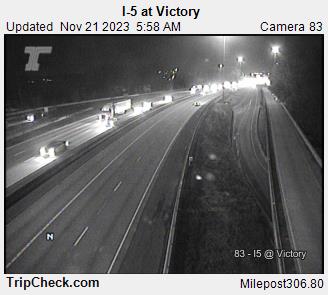 I-5 at Victory
Updated Nov 21 2023 5:58 AM Camera 83
T
N
83 - I5 @ Victory
TripCheck.com Milepost306.80